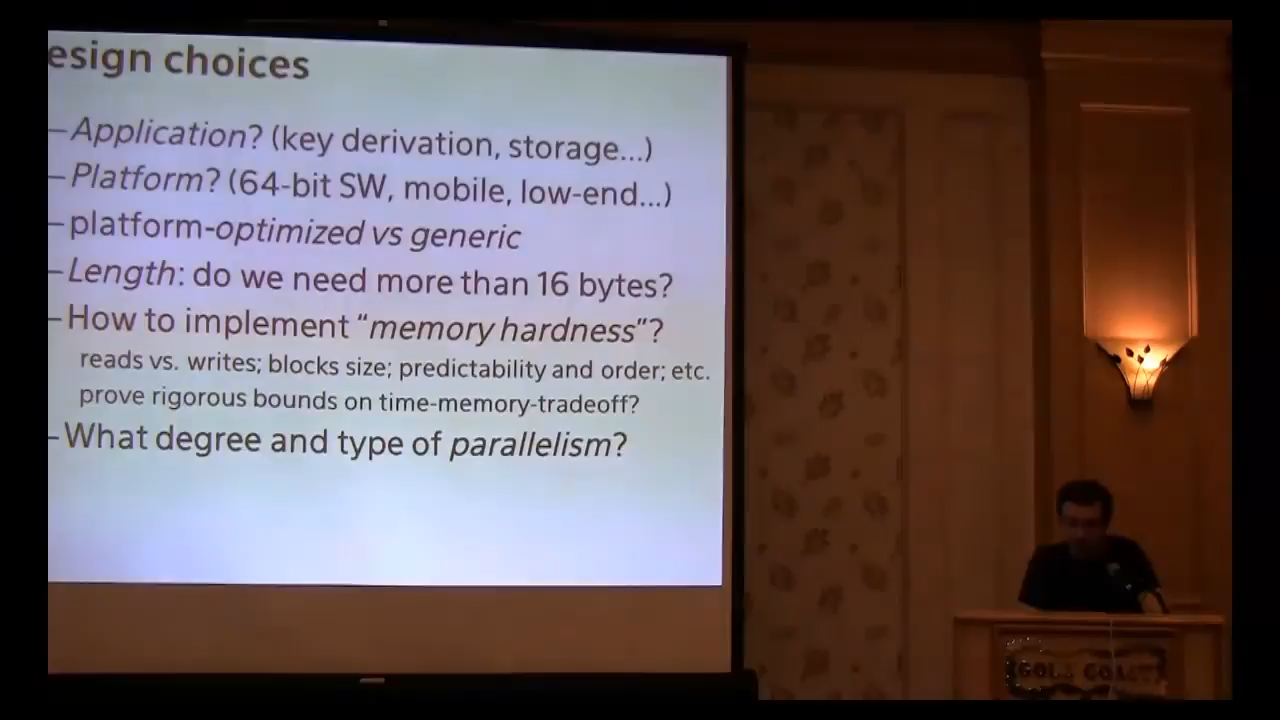 esign choices
–Application? (key derivation, storage...)
–Platform? (64-bit SW, mobile, low-end...)
–platform-optimized vs generic
–Length: do we need more than 16 bytes?
–How to implement “memory hardness”?
reads vs. writes; blocks size; predictability and order; etc.
prove rigorous bounds on time-memory-tradeoff?
–What degree and type of parallelism?
GOLD COAST